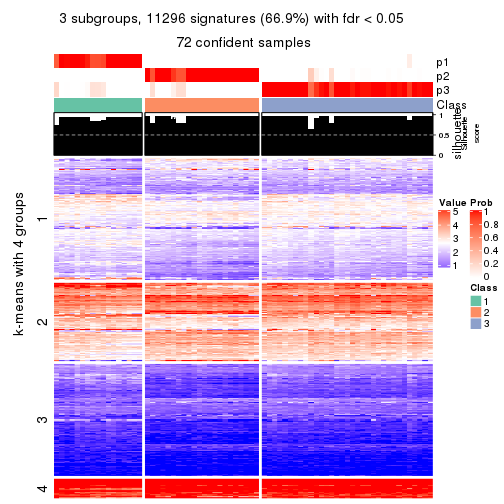 3 subgroups, 11296 signatures (66.9%) with fdr < 0.05
72 confident samples
p1
p2
p3
Class
1
0.5
0
silhouette
Silhouette
score
k-means with 4 groups
1
2
3
4
Value
5
4
3
2
1
Prob
1
0.8
0.6
0.4
0.2
0
Class
1
2
3